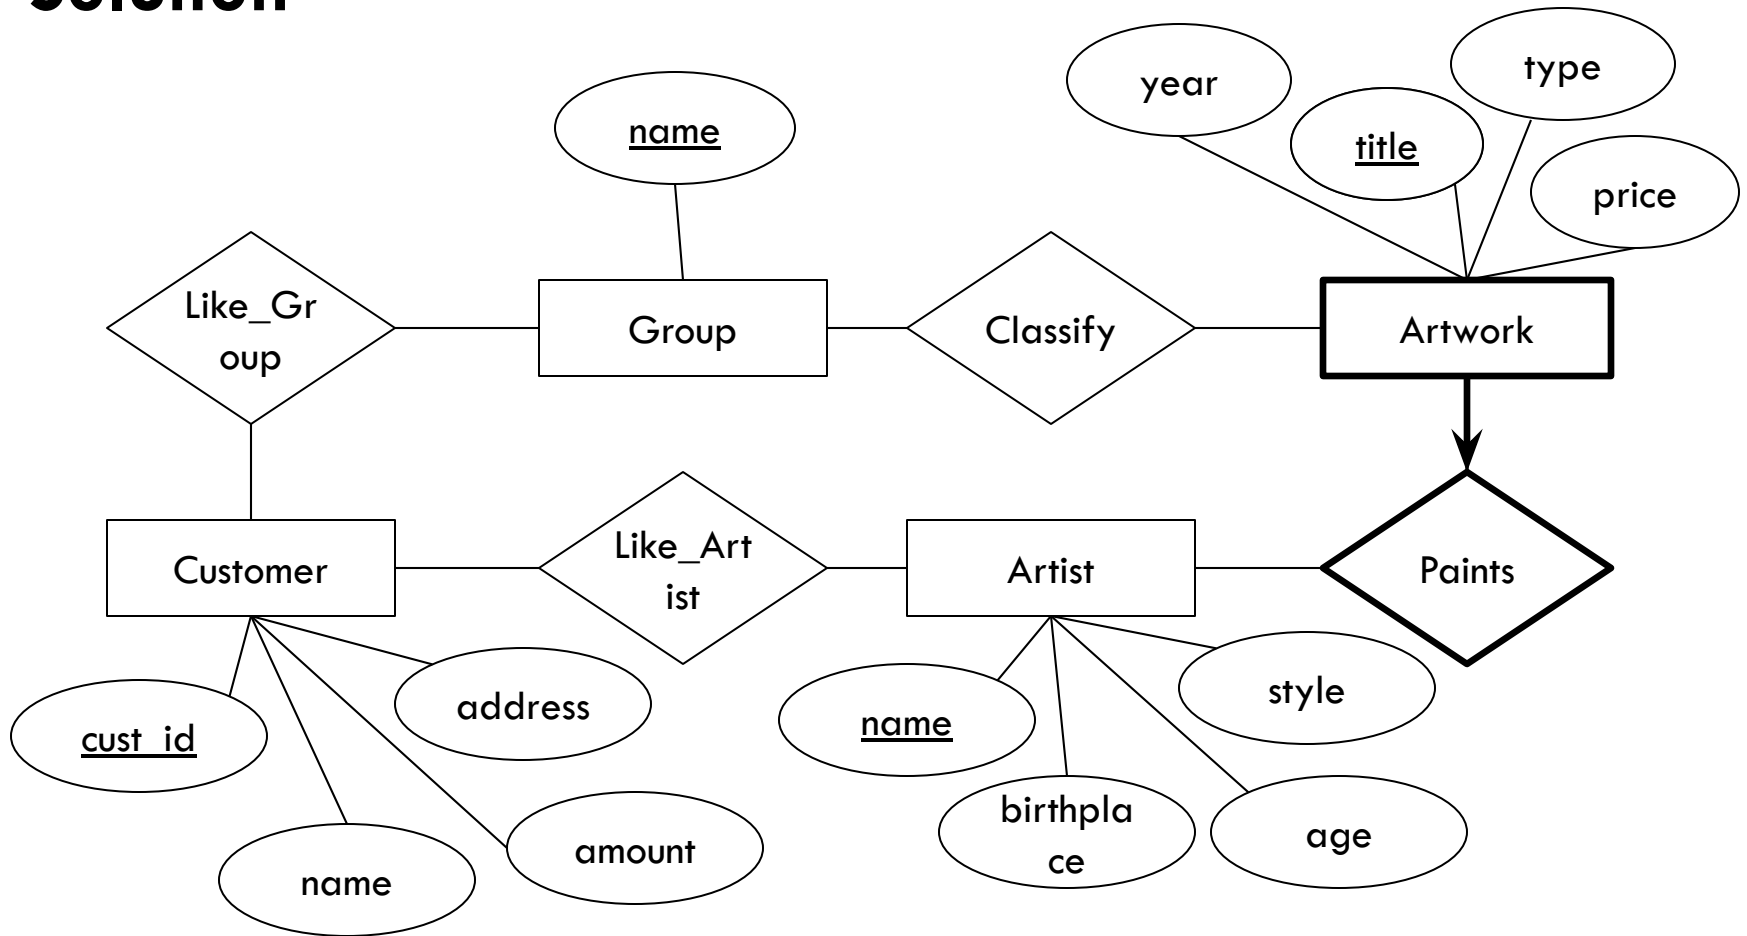 Solution
year
type
title
price
name
Like_Gr
oup
Group
Classify
Artwork
Customer
Like_Art
ist
Artist
Paints
cust_id
address
name
amount
name
style
birthpla
ce
age